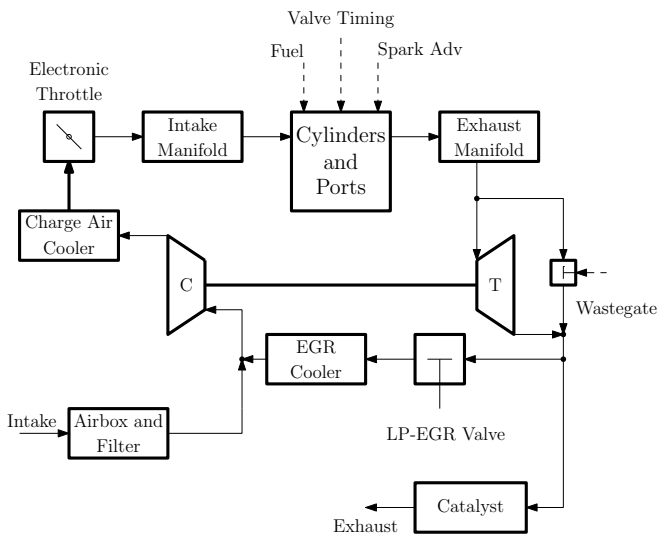 Valve Timing
Fuel
Spark Adv
Electronic
Throttle
Intake
Manifold
Cylinders
and
Ports
Exhaust
Manifold
Charge Air
Cooler
C
T
Wastegate
EGR
Cooler
LP-EGR Valve
Intake
Airbox and
Filter
Catalyst
Exhaust